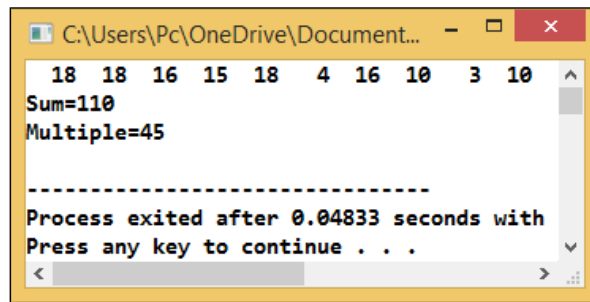 C:\Users\Pc\OneDrive\Document...
18 18 16 15 18 4 16 10 3 10
Sum=110
Multiple=45
--------------------------------
Process exited after 0.04833 seconds with
Press any key to continue . . .